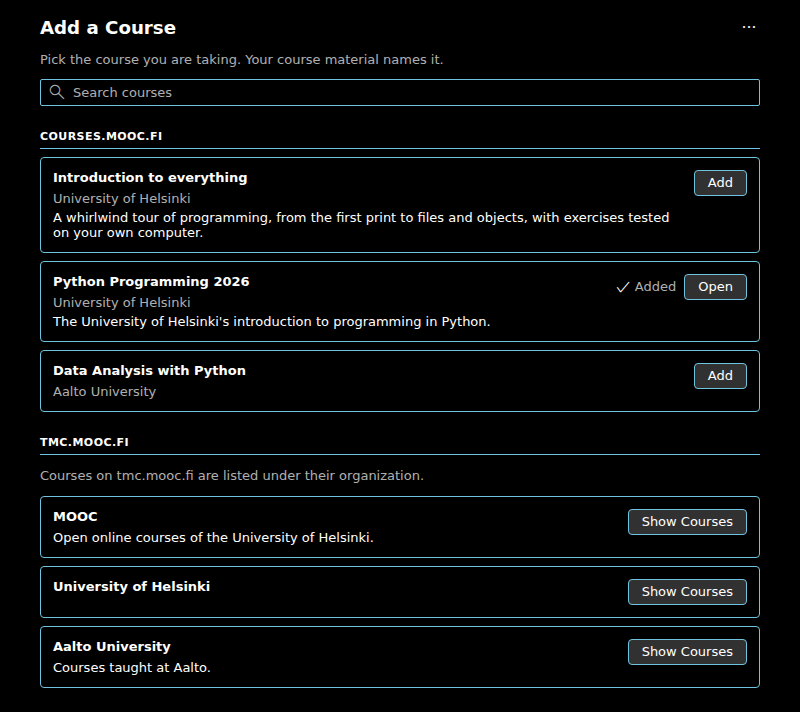 Add a Course
Pick the course you are taking. Your course material names it.
Search courses
COURSES.MOOC.FI
Introduction to everything
Add
University of Helsinki
A whirlwind tour of programming, from the first print to files and objects, with exercises tested
on your own computer.
Python Programming 2026
Added
Open
University of Helsinki
The University of Helsinki's introduction to programming in Python.
Data Analysis with Python
Add
Aalto University
TMC.MOOC.FI
Courses on tmc.mooc.fi are listed under their organization.
MOOC
Show Courses
Open online courses of the University of Helsinki.
University of Helsinki
Show Courses
Aalto University
Show Courses
Courses taught at Aalto.